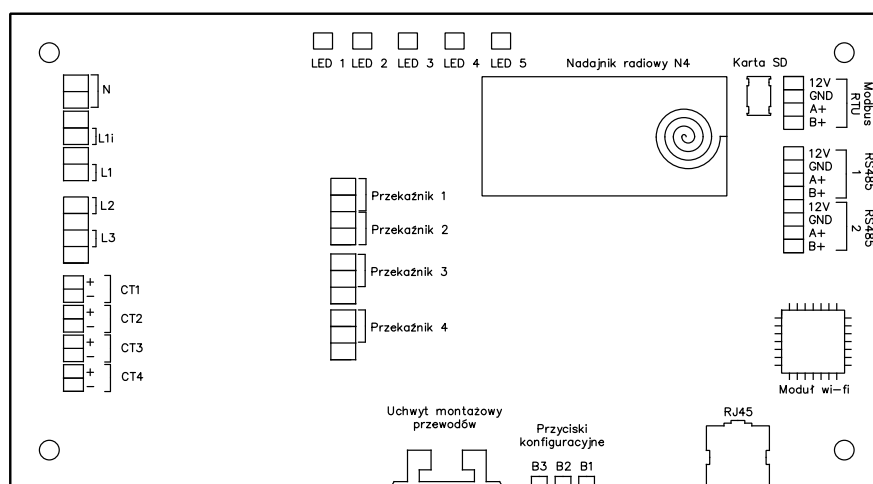 LED 1 LED 2 LED 3 LED 4 LED 5
Nadajnik radiowy N4
Karta SD
12V
GND
A+
B+
Modbus
RTU
N
L1i
L1
L2
L3
12V
GND
A+
B+
RS485
1
12V
GND
A+
B+
RS485
2
Przekaźnik 1
Przekaźnik 2
Przekaźnik 3
Przekaźnik 4
+
- CT1
+
- CT2
+
- CT3
+
- CT4
Moduł wi-fi
Uchwyt montażowy
przewodów
Przyciski
konfiguracyjne
B3 B2 B1
RJ45